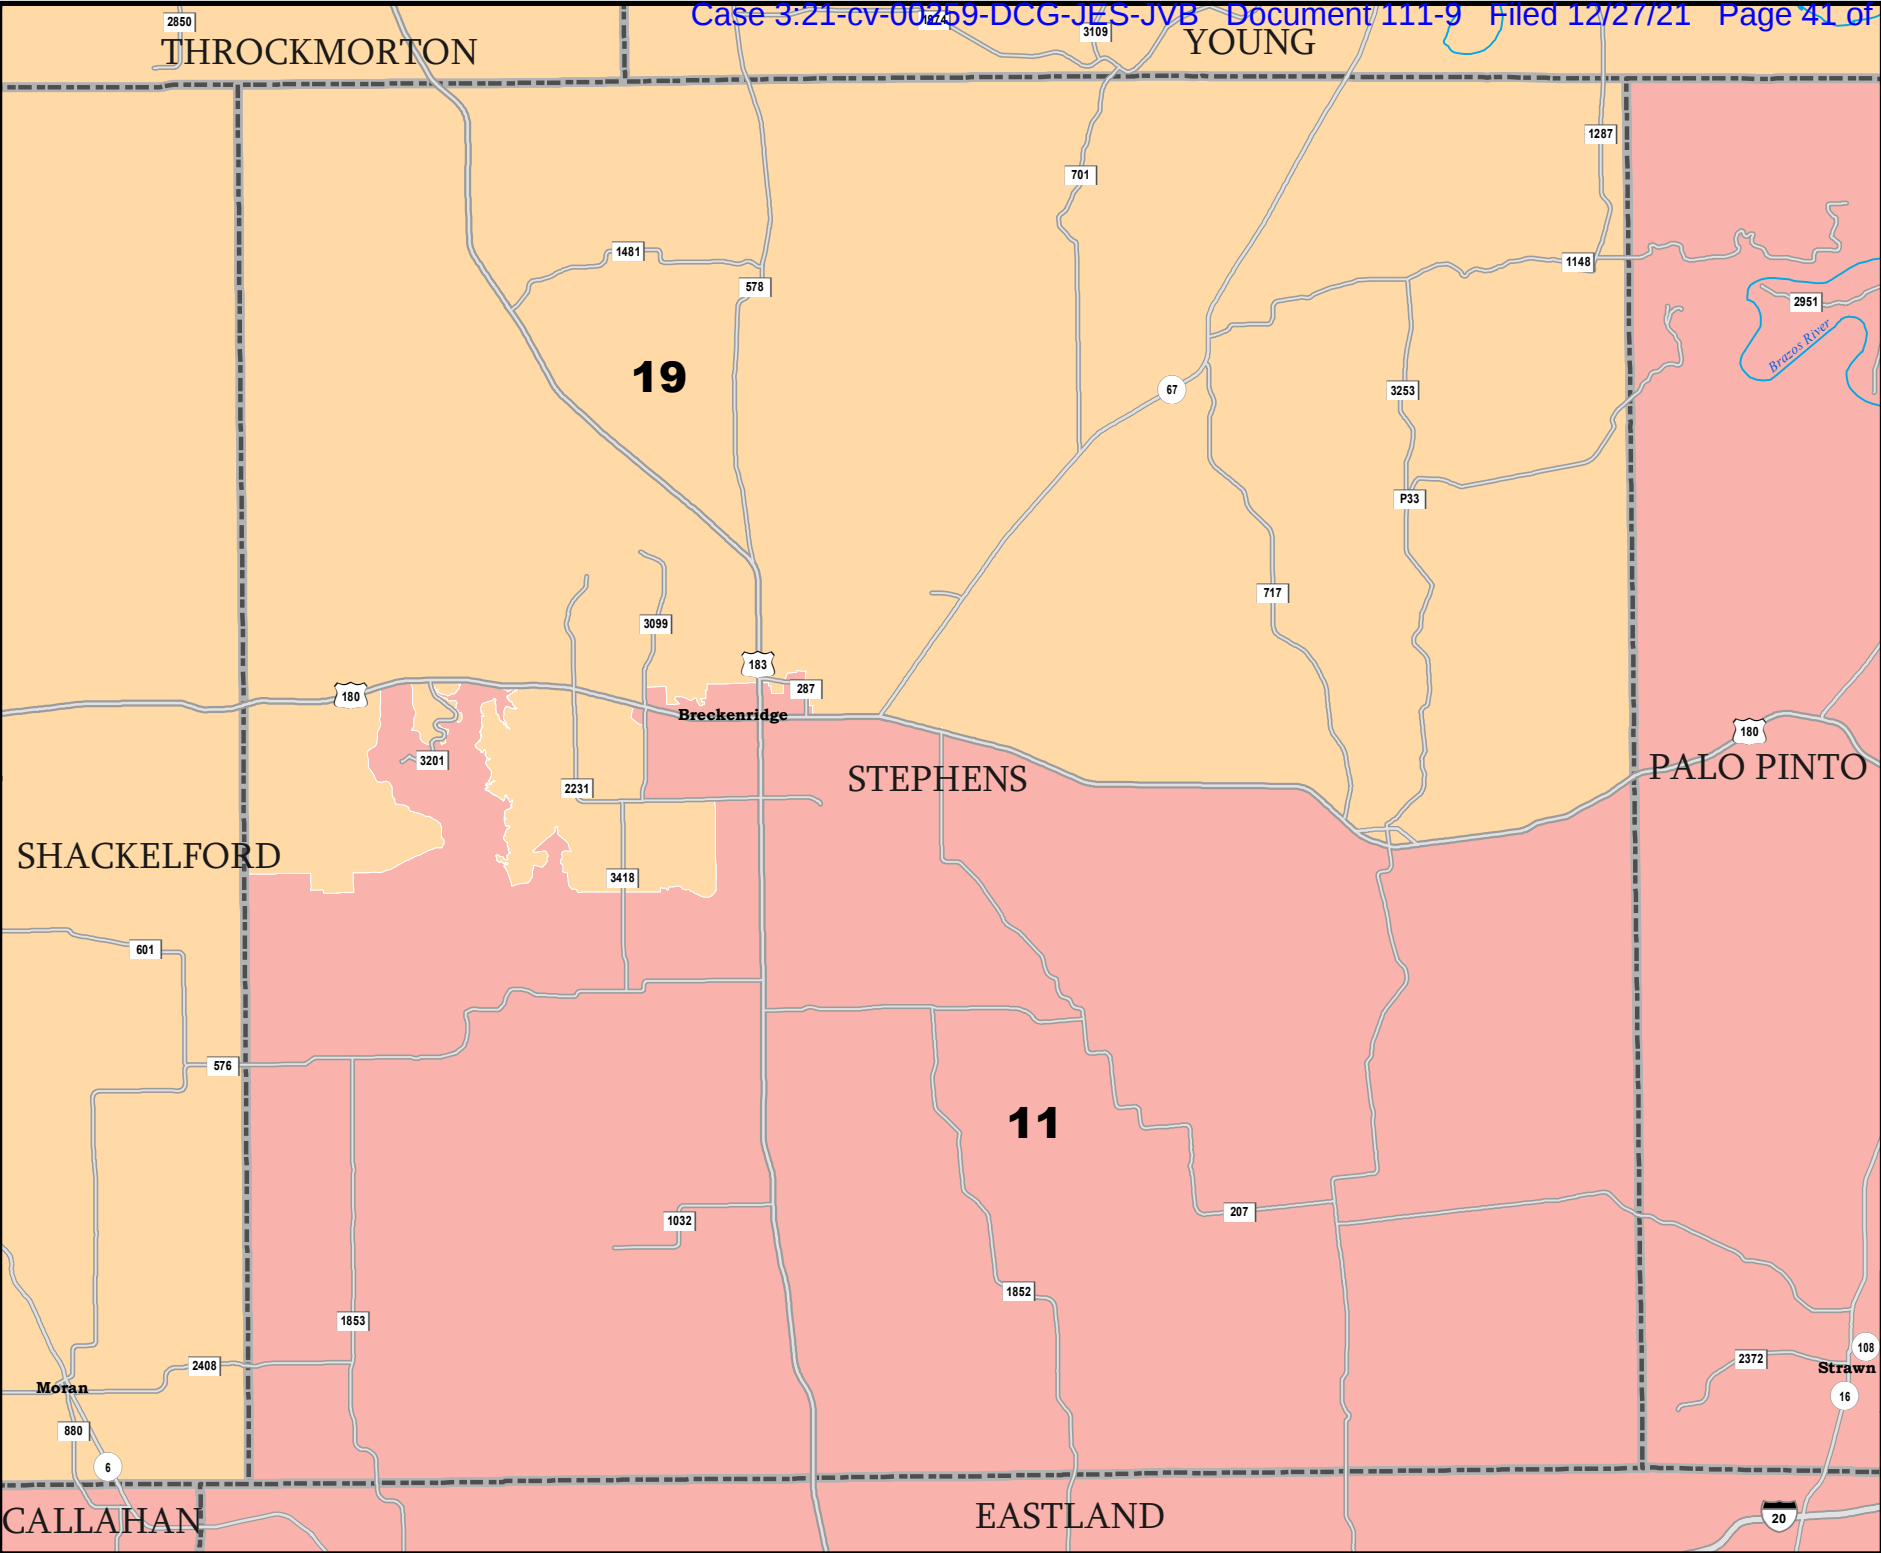 Case 3:21-cv-00259-DCG-JES-JVB Document 111-9 Filed 12/27/21 Page 41 of
2850
1974
3109
THROCKMORTON
YOUNG
1287
701
1481
1148
578
2951
Brazos River
19
67
3253
P33
717
3099
183
180
287
Breckenridge
180
3201
STEPHENS
PALO PINTO
2231
SHACKELFORD
3418
601
576
11
207
1032
1852
1853
108
2372
2408
Strawn
Moran
16
880
6
CALLAHAN
EASTLAND
20